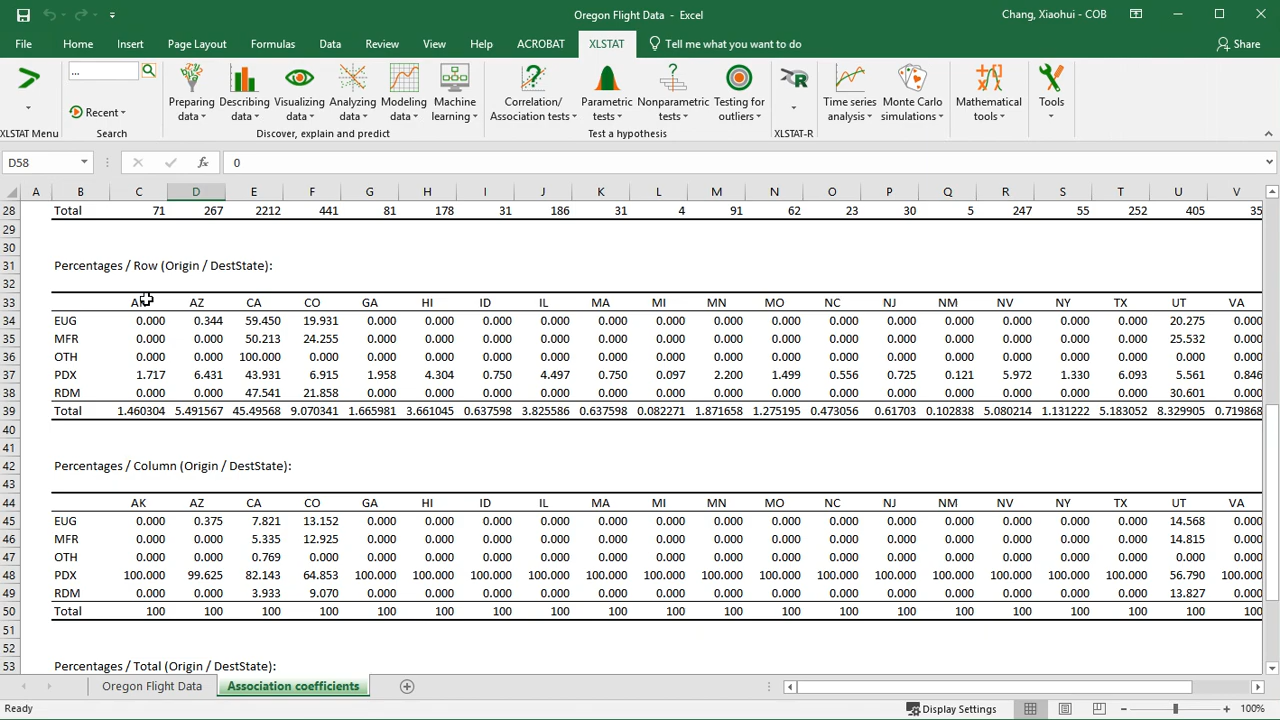 Oregon Flight Data - Excel
Chang, Xiaohui - COB
File Home Insert Page Layout Formulas Data Review View Help ACROBAT XLSTAT Tell me what you want to do Share
...
Recent
XLSTAT Menu
Search
Preparing data
Describing data
Visualizing data
Analyzing data
Modeling data
Machine learning
Discover, explain and predict
Correlation/ Association tests
Parametric tests
Nonparametric tests
Testing for outliers
Test a hypothesis
XLSTAT-R
Time series analysis
Monte Carlo simulations
Mathematical tools
Tools
D58 fx 0
A B C D E F G H I J K L M N O P Q R S T U V
28 Total 71 267 2212 441 81 178 31 186 31 4 91 62 23 30 5 247 55 252 405 35
29
30
31 Percentages / Row (Origin / DestState):
32
33 AK AZ CA CO GA HI ID IL MA MI MN MO NC NJ NM NV NY TX UT VA
34 EUG 0.000 0.344 59.450 19.931 0.000 0.000 0.000 0.000 0.000 0.000 0.000 0.000 0.000 0.000 0.000 0.000 0.000 0.000 20.275 0.000
35 MFR 0.000 0.000 50.213 24.255 0.000 0.000 0.000 0.000 0.000 0.000 0.000 0.000 0.000 0.000 0.000 0.000 0.000 0.000 25.532 0.000
36 OTH 0.000 0.000 100.000 0.000 0.000 0.000 0.000 0.000 0.000 0.000 0.000 0.000 0.000 0.000 0.000 0.000 0.000 0.000 0.000 0.000
37 PDX 1.717 6.431 43.931 6.915 1.958 4.304 0.750 4.497 0.750 0.097 2.200 1.499 0.556 0.725 0.121 5.972 1.330 6.093 5.561 0.846
38 RDM 0.000 0.000 47.541 21.858 0.000 0.000 0.000 0.000 0.000 0.000 0.000 0.000 0.000 0.000 0.000 0.000 0.000 0.000 30.601 0.000
39 Total 1.460304 5.491567 45.49568 9.070341 1.665981 3.661045 0.637598 3.825586 0.637598 0.082271 1.871658 1.275195 0.473056 0.61703 0.102838 5.080214 1.131222 5.183052 8.329905 0.719868
40
41
42 Percentages / Column (Origin / DestState):
43
44 AK AZ CA CO GA HI ID IL MA MI MN MO NC NJ NM NV NY TX UT VA
45 EUG 0.000 0.375 7.821 13.152 0.000 0.000 0.000 0.000 0.000 0.000 0.000 0.000 0.000 0.000 0.000 0.000 0.000 0.000 14.568 0.000
46 MFR 0.000 0.000 5.335 12.925 0.000 0.000 0.000 0.000 0.000 0.000 0.000 0.000 0.000 0.000 0.000 0.000 0.000 0.000 14.815 0.000
47 OTH 0.000 0.000 0.769 0.000 0.000 0.000 0.000 0.000 0.000 0.000 0.000 0.000 0.000 0.000 0.000 0.000 0.000 0.000 0.000 0.000
48 PDX 100.000 99.625 82.143 64.853 100.000 100.000 100.000 100.000 100.000 100.000 100.000 100.000 100.000 100.000 100.000 100.000 100.000 100.000 56.790 100.000
49 RDM 0.000 0.000 3.933 9.070 0.000 0.000 0.000 0.000 0.000 0.000 0.000 0.000 0.000 0.000 0.000 0.000 0.000 0.000 13.827 0.000
50 Total 100 100 100 100 100 100 100 100 100 100 100 100 100 100 100 100 100 100 100 100
51
52
53 Percentages / Total (Origin / DestState):
Oregon Flight Data Association coefficients
Ready Display Settings 100%